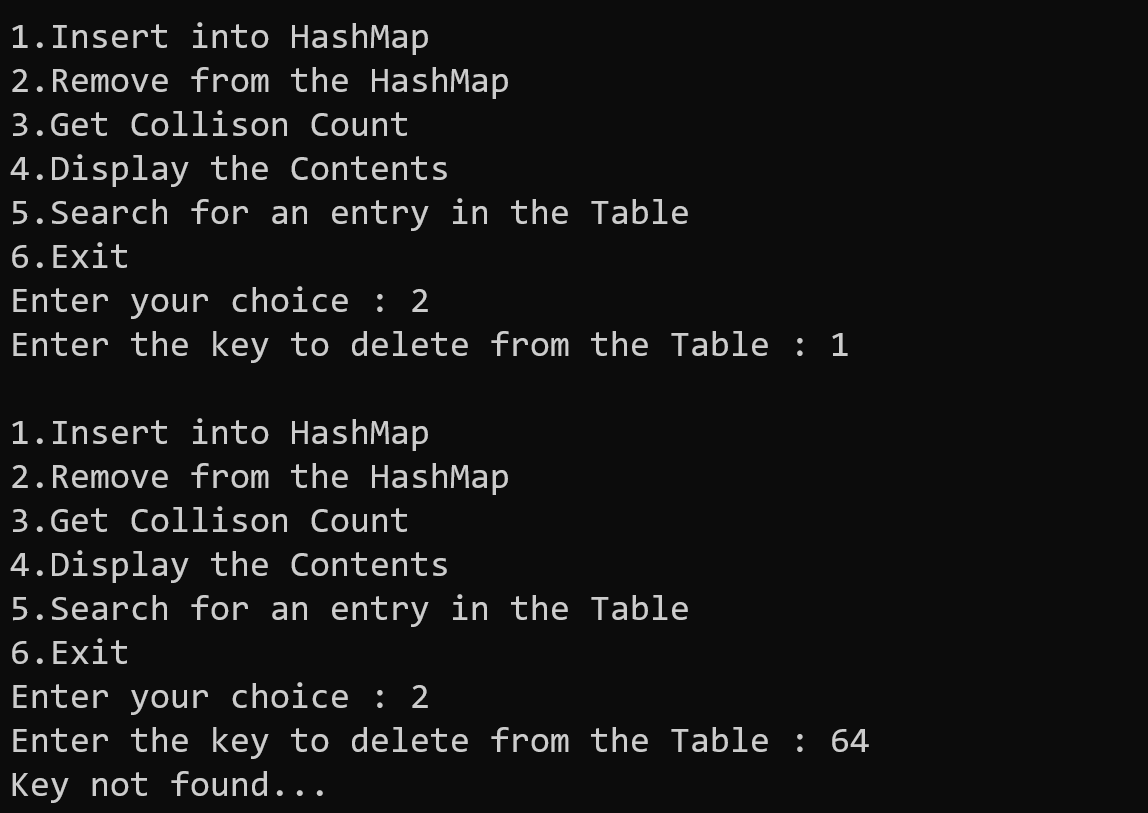 1.Insert into HashMap
2.Remove from the HashMap
3.Get Collison Count
4.Display the Contents
5.Search for an entry in the Table
6.Exit
Enter your choice : 2
Enter the key to delete from the Table : 1
1.Insert into HashMap
2.Remove from the HashMap
3.Get Collison Count
4.Display the Contents
5.Search for an entry in the Table
6.Exit
Enter your choice : 2
Enter the key to delete from the Table : 64
Key not found...